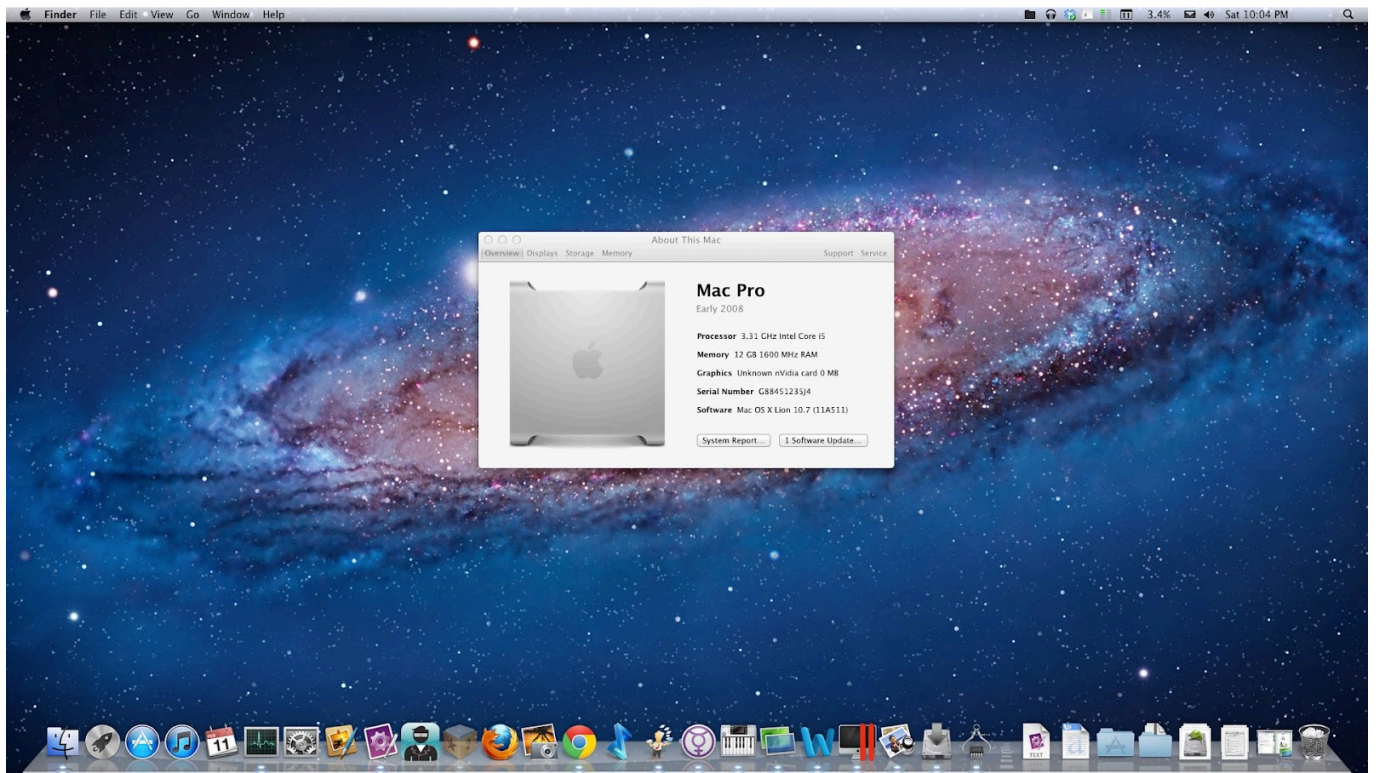 Finder File Edit View Go Window Help
11 3.4% Sat 10:04 PM
About This Mac
Overview Displays Storage Memory Support Service
Mac Pro
Early 2008
Processor 3.31 GHz Intel Core i5
Memory 12 GB 1600 MHz RAM
Graphics Unknown nVidia card 0 MB
Serial Number G88451235J4
Software Mac OS X Lion 10.7 (11A511)
System Report... 1 Software Update...
FEB
11
TEXT